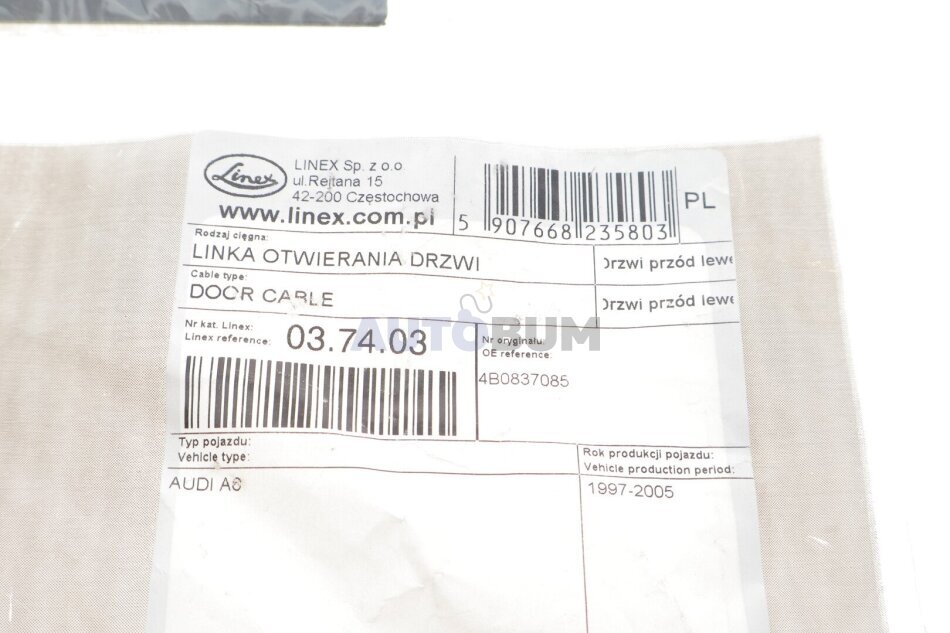 Linex
LINEX Sp. z o.o
ul.Rejtana 15
42-200 Częstochowa
www.linex.com.pl
5 907668 235803
PL
Rodzaj cięgna:
LINKA OTWIERANIA DRZWI
Drzwi przód lewe
Cable type:
DOOR CABLE
Drzwi przód lewe
AUTOBUM
Nr kat. Linex:
Linex reference:
03.74.03
Nr oryginału:
OE reference:
4B0837085
Typ pojazdu:
Vehicle type:
AUDI A6
Rok produkcji pojazdu:
Vehicle production period:
1997-2005